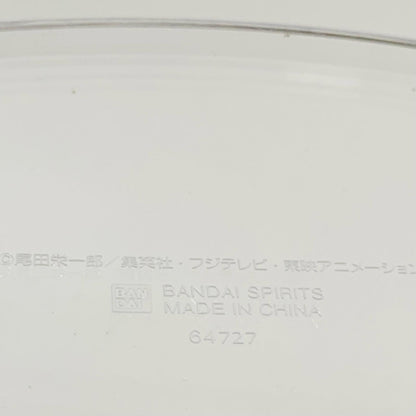 ©尾田栄一郎／集英社・フジテレビ・東映アニメーション
BAN DAI BANDAI SPIRITS
MADE IN CHINA
64727